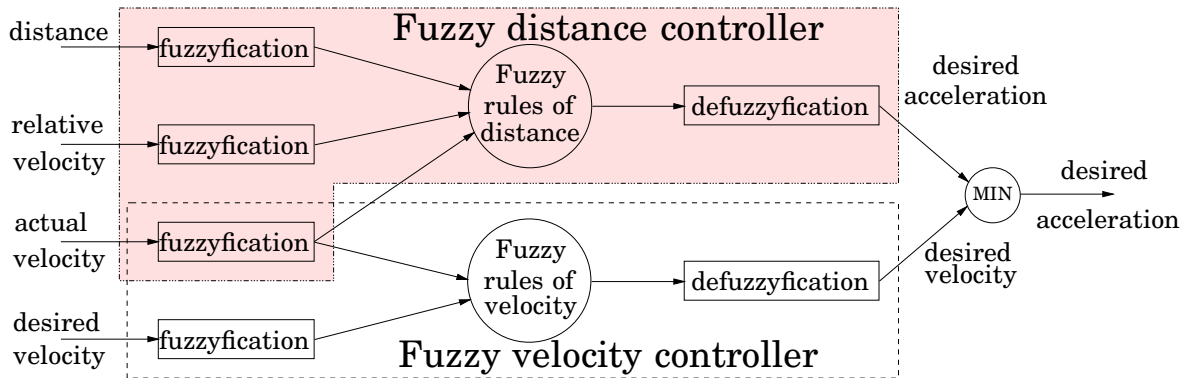 Fuzzy distance controller
distance
fuzzyfication
relative
velocity
fuzzyfication
Fuzzy
rules of
distance
defuzzyfication
desired
acceleration
actual
velocity
fuzzyfication
MIN
desired
acceleration
Fuzzy
rules of
velocity
defuzzyfication
desired
velocity
desired
velocity
fuzzyfication
Fuzzy velocity controller